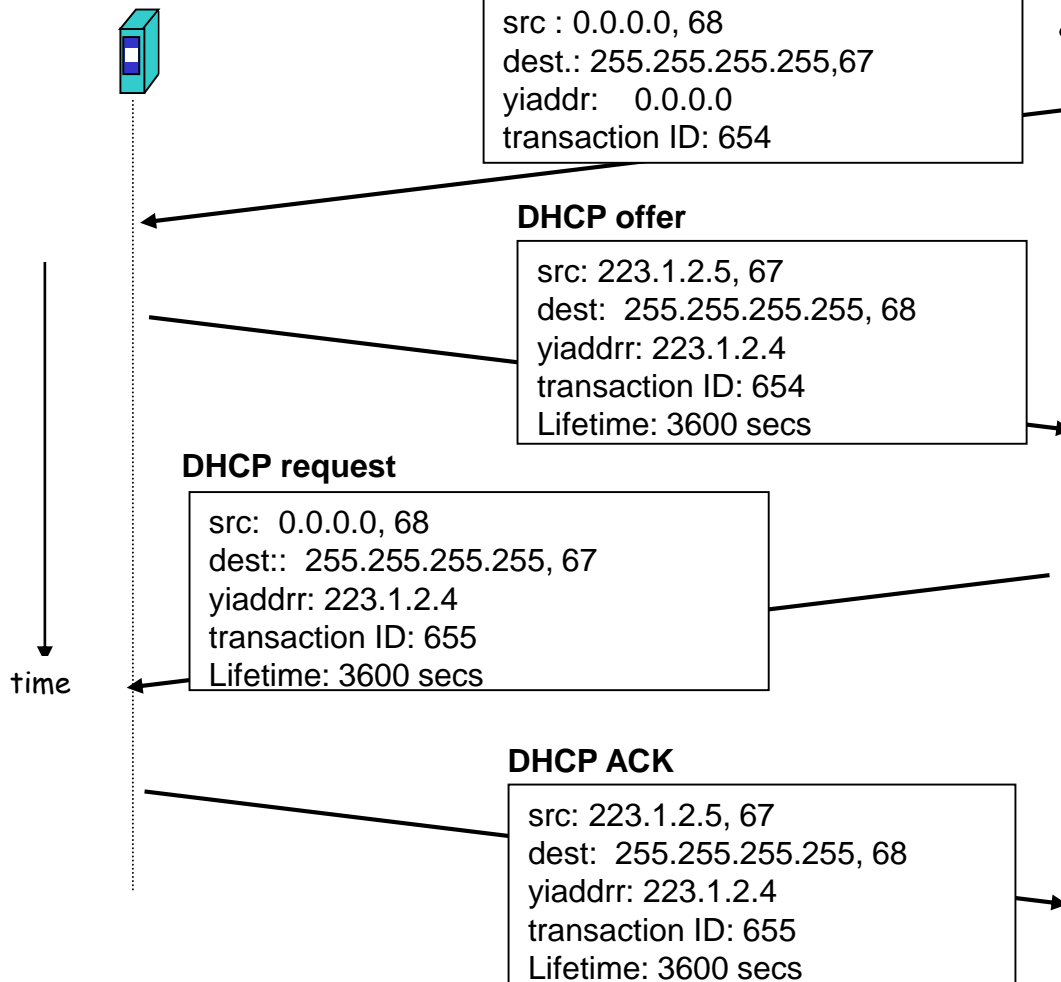 src : 0.0.0.0, 68
dest.: 255.255.255.255,67
yiaddr: 0.0.0.0
transaction ID: 654
DHCP offer
src: 223.1.2.5, 67
dest: 255.255.255.255, 68
yiaddrr: 223.1.2.4
transaction ID: 654
Lifetime: 3600 secs
DHCP request
src: 0.0.0.0, 68
dest:: 255.255.255.255, 67
yiaddrr: 223.1.2.4
transaction ID: 655
Lifetime: 3600 secs
time
DHCP ACK
src: 223.1.2.5, 67
dest: 255.255.255.255, 68
yiaddrr: 223.1.2.4
transaction ID: 655
Lifetime: 3600 secs